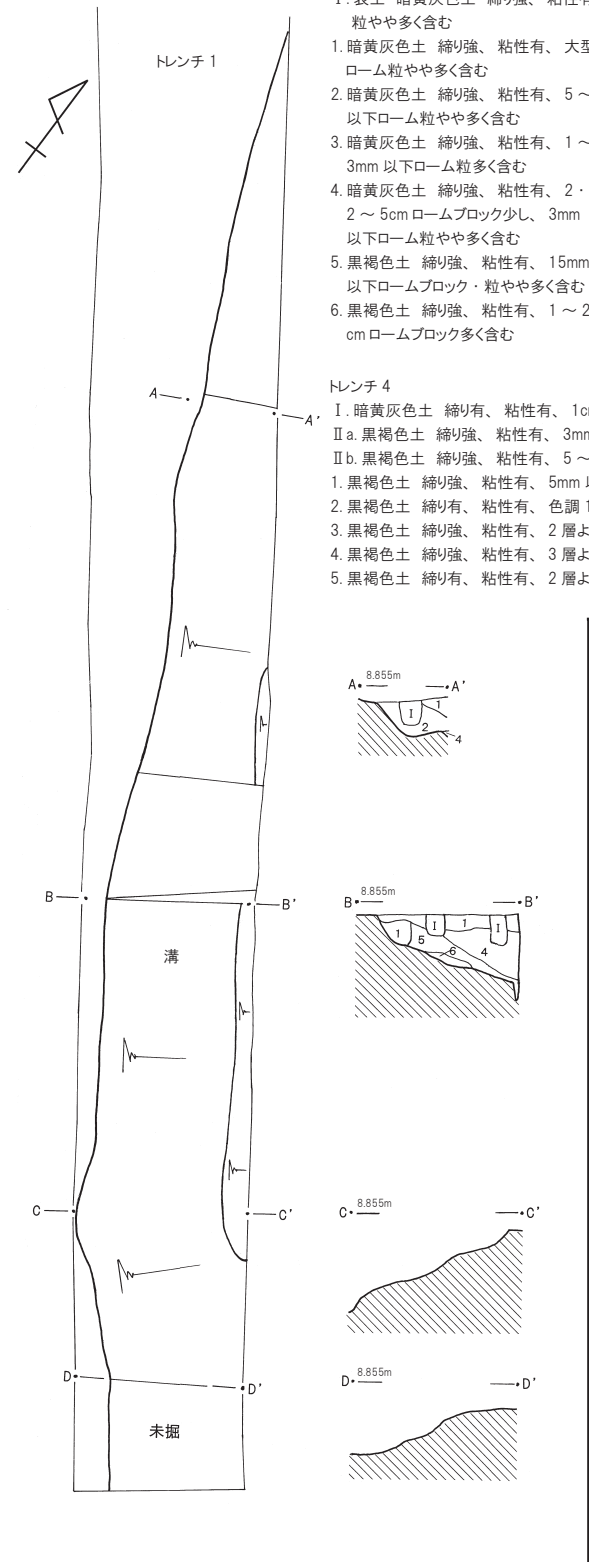 トレンチ 1
粒やや多く含む
1. 暗黄灰色土 締り強、 粘性有、 大型
ローム粒やや多く含む
2. 暗黄灰色土 締り強、 粘性有、 5 ～
以下ローム粒やや多く含む
3. 暗黄灰色土 締り強、 粘性有、 1 ～
3mm 以下ローム粒多く含む
4. 暗黄灰色土 締り強、 粘性有、 2・
2 ～ 5cm ロームブロック少し、 3mm
以下ローム粒やや多く含む
5. 黒褐色土 締り強、 粘性有、 15mm
以下ロームブロック・粒やや多く含む
6. 黒褐色土 締り強、 粘性有、 1 ～ 2
cm ロームブロック多く含む
トレンチ 4
Ⅰ. 暗黄灰色土 締り有、 粘性有、 1c
Ⅱa. 黒褐色土 締り強、 粘性有、 3mm
Ⅱb. 黒褐色土 締り強、 粘性有、 5 ～
1. 黒褐色土 締り強、 粘性有、 5mm
2. 黒褐色土 締り有、 粘性有、 色調 1
3. 黒褐色土 締り強、 粘性有、 2 層よ
4. 黒褐色土 締り強、 粘性有、 3 層よ
5. 黒褐色土 締り有、 粘性有、 2 層よ
A A'
A 8.855m A'
I 1
2
4
B B'
溝
B 8.855m B'
1 I 1 I
5 6 4
C C'
C 8.855m C'
D D'
D 8.855m D'
未掘